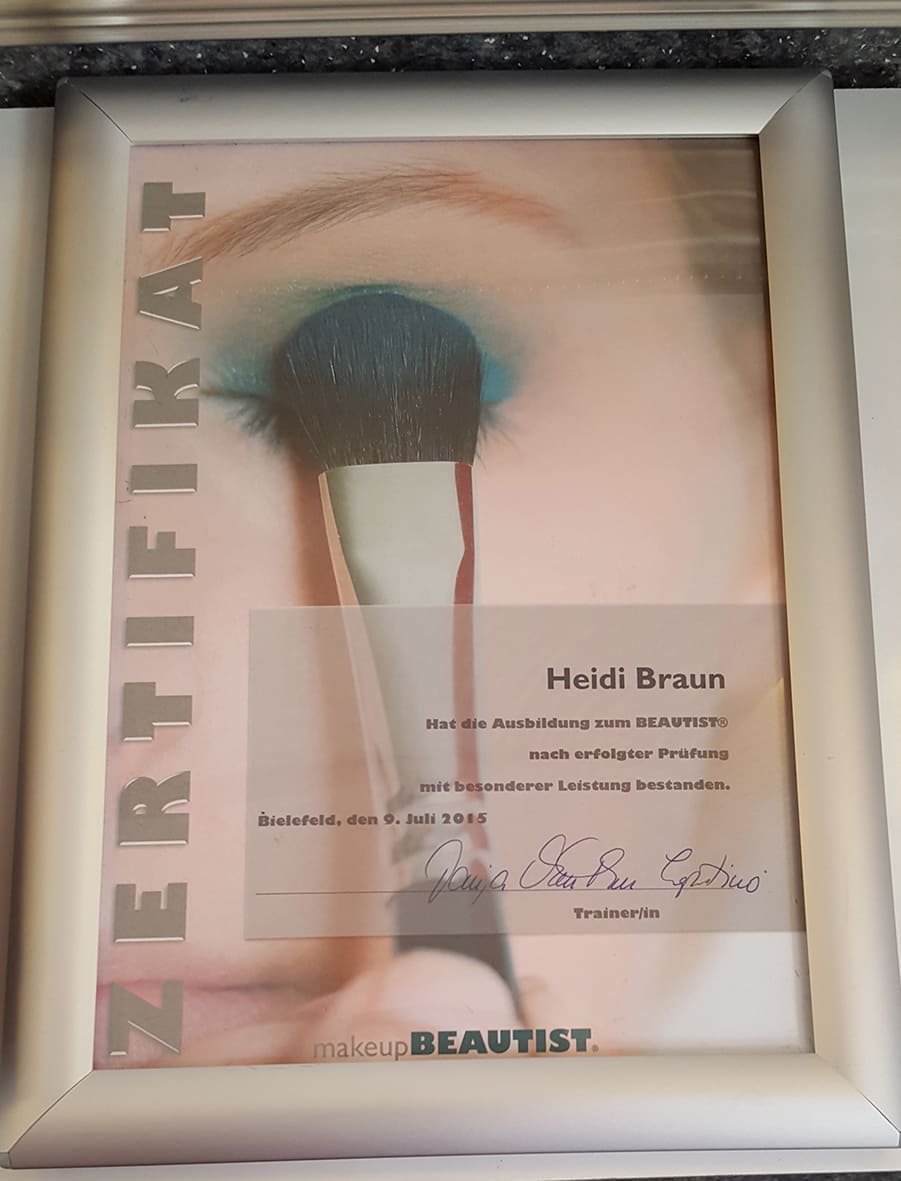 ZERTIFIKAT
Heidi Braun
Hat die Ausbildung zum BEAUTIST®
nach erfolgter Prüfung
mit besonderer Leistung bestanden.
Bielefeld, den 9. Juli 2015
Trainer/in
makeupBEAUTIST®